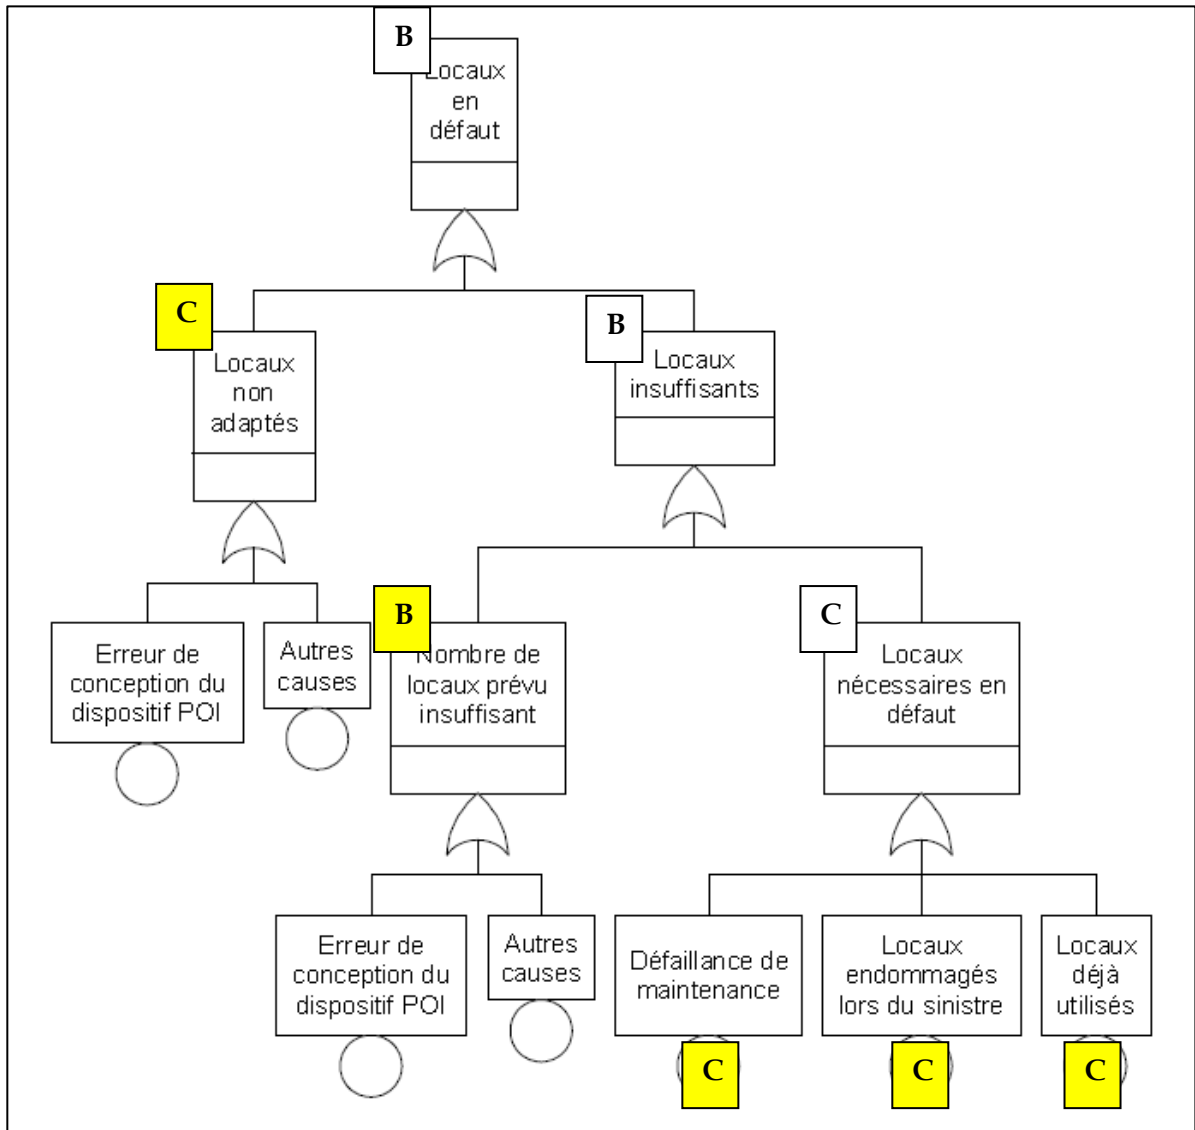 B
Locaux
en
défaut
C
Locaux
non
adaptés
B
Locaux
insuffisants
Erreur de
conception du
dispositif POI
Autres
causes
B
Nombre de
locaux prévu
insuffisant
C
Locaux
nécessaires en
défaut
Erreur de
conception du
dispositif POI
Autres
causes
Défaillance de
maintenance
C
Locaux
endommagés
lors du sinistre
C
Locaux
déjà
utilisés
C